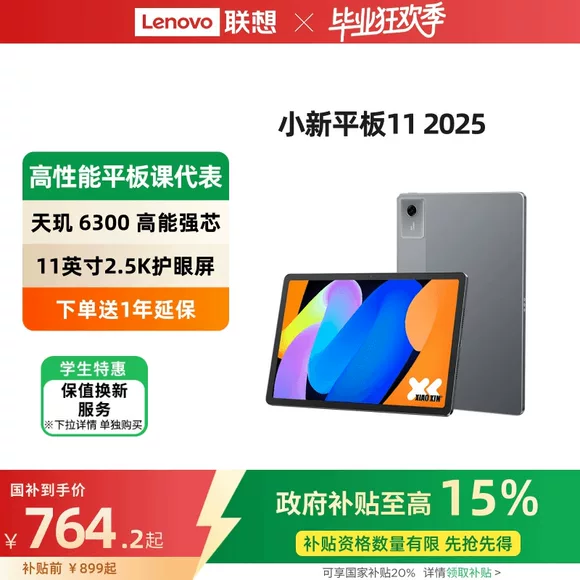 Lenovo 联想 × 毕业狂欢季
小新平板11 2025
高性能平板课代表
天玑 6300 高能强芯
11英寸2.5K护眼屏
下单送1年延保
学生特惠
保值换新
服务
※下拉详情 单独购买
XIAOXIN
国补到手价
¥764.2起
补贴前 ¥899起
政府补贴至高 15%
补贴资格数量有限 先抢先得
可享国家补贴20% 详情领取补贴 >